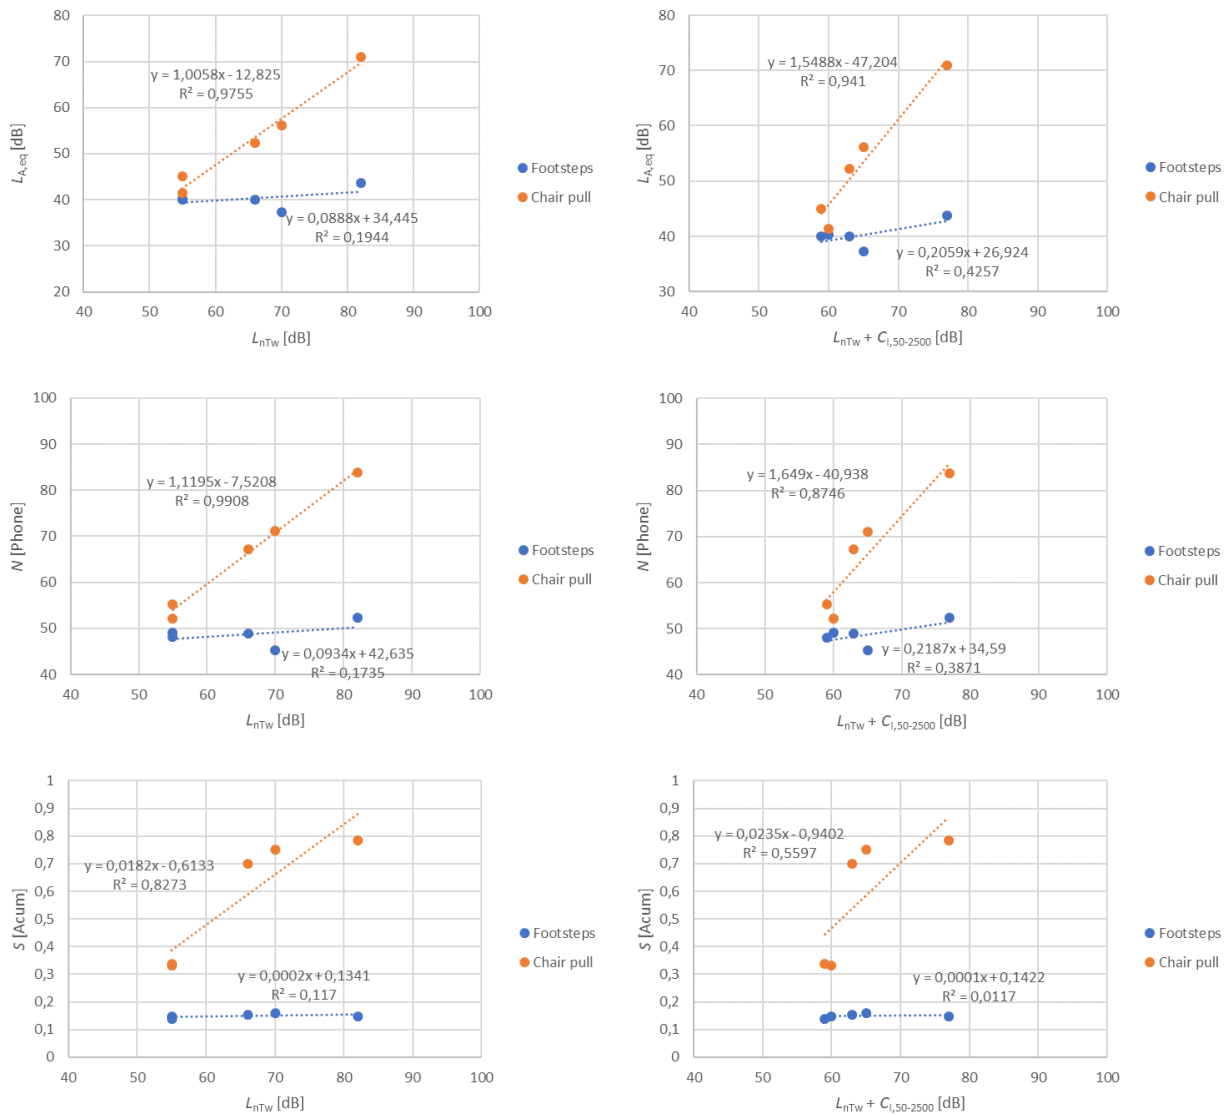 80
70
60
50
40
30
20
L_A,eq [dB]
y = 1,0058x - 12,825
R² = 0,9755
y = 0,0888x + 34,445
R² = 0,1944
40 50 60 70 80 90 100
L_nTw [dB]
Footsteps
Chair pull
80
70
60
50
40
30
L_A,eq [dB]
y = 1,5488x - 47,204
R² = 0,941
y = 0,2059x + 26,924
R² = 0,4257
40 50 60 70 80 90 100
L_nTw + C_I,50-2500 [dB]
Footsteps
Chair pull
100
90
80
70
60
50
40
N [Phone]
y = 1,1195x - 7,5208
R² = 0,9908
y = 0,0934x + 42,635
R² = 0,1735
40 50 60 70 80 90 100
L_nTw [dB]
Footsteps
Chair pull
100
90
80
70
60
50
40
N [Phone]
y = 1,649x - 40,938
R² = 0,8746
y = 0,2187x + 34,59
R² = 0,3871
40 50 60 70 80 90 100
L_nTw + C_I,50-2500 [dB]
Footsteps
Chair pull
1
0,9
0,8
0,7
0,6
0,5
0,4
0,3
0,2
0,1
0
S [Acum]
y = 0,0182x - 0,6133
R² = 0,8273
y = 0,0002x + 0,1341
R² = 0,117
40 50 60 70 80 90 100
L_nTw [dB]
Footsteps
Chair pull
1
0,9
0,8
0,7
0,6
0,5
0,4
0,3
0,2
0,1
0
S [Acum]
y = 0,0235x - 0,9402
R² = 0,5597
y = 0,0001x + 0,1422
R² = 0,0117
40 50 60 70 80 90 100
L_nTw + C_I,50-2500 [dB]
Footsteps
Chair pull